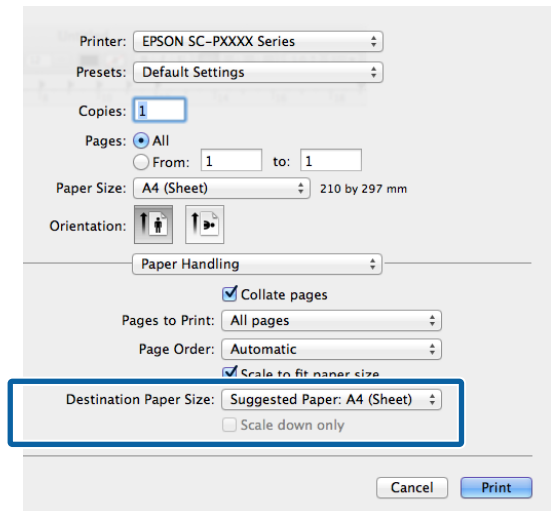 Printer: EPSON SC-PXXXX Series
Presets: Default Settings
Copies: 1
Pages: All
From: 1 to: 1
Paper Size: A4 (Sheet) 210 by 297 mm
Orientation:
Paper Handling
Collate pages
Pages to Print: All pages
Page Order: Automatic
Scale to fit paper size
Destination Paper Size: Suggested Paper: A4 (Sheet)
Scale down only
Cancel Print